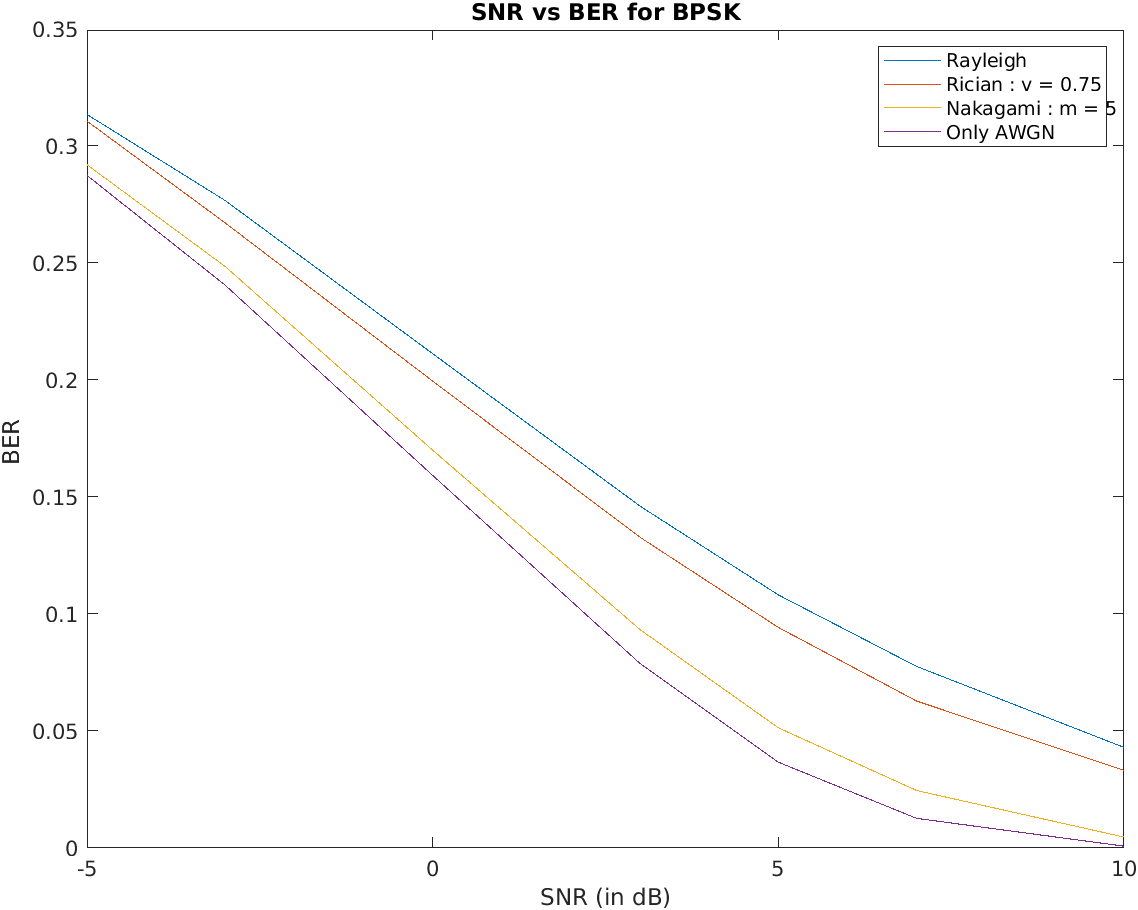 SNR vs BER for BPSK
0.35
0.3
0.25
0.2
0.15
0.1
0.05
0
BER
-5
0
5
10
SNR (in dB)
Rayleigh
Rician : v = 0.75
Nakagami : m = 5
Only AWGN